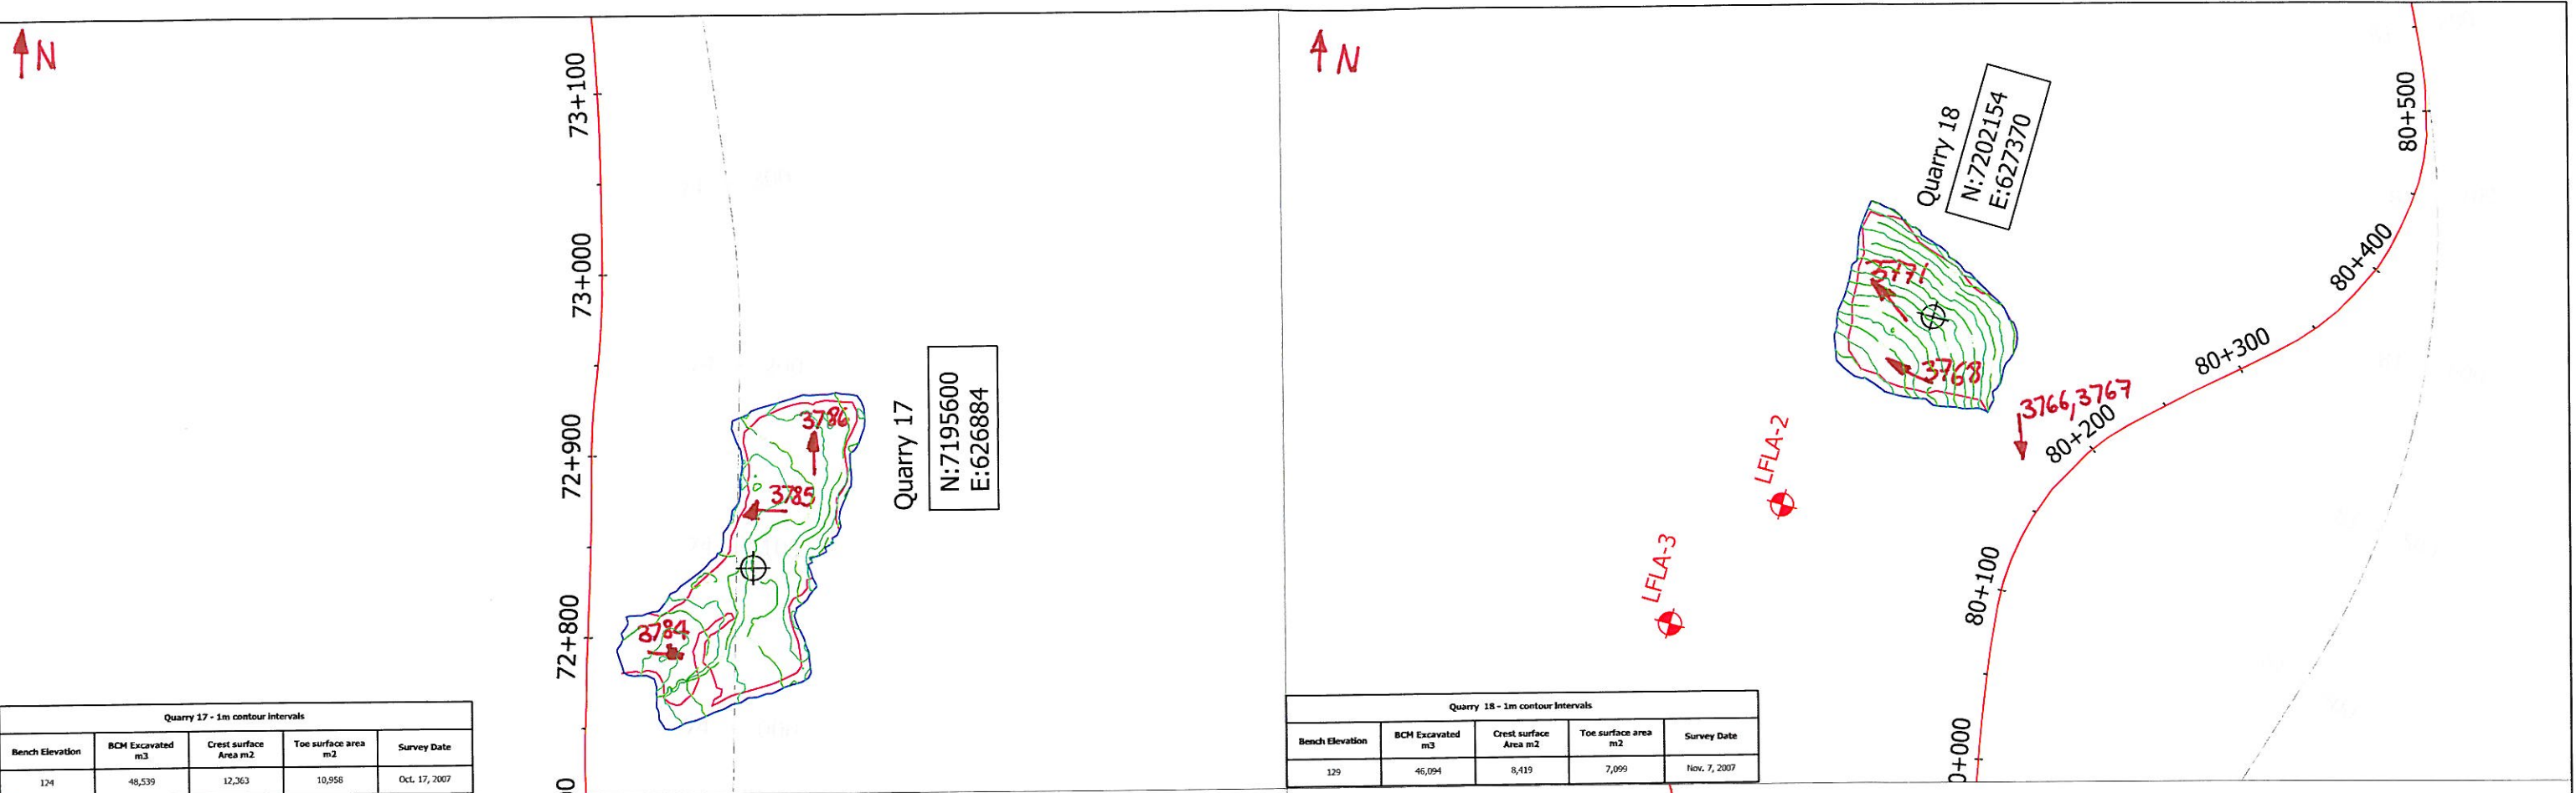 N
73+100
73+000
72+900
72+800
3786
3785
3784
Quarry 17
N:7195600
E:626884
Quarry 17 - 1m contour intervals
Bench Elevation BCM Excavated m3 Crest surface Area m2 Toe surface area m2 Survey Date
124 48,539 12,363 10,958 Oct. 17, 2007
N
Quarry 18
N:7202154
E:627370
3771
3768
3766,3767
80+500
80+400
80+300
80+200
80+100
0+000
LFLA-2
LFLA-3
Quarry 18 - 1m contour Intervals
Bench Elevation BCM Excavated m3 Crest surface Area m2 Toe surface area m2 Survey Date
129 46,094 8,419 7,099 Nov. 7, 2007